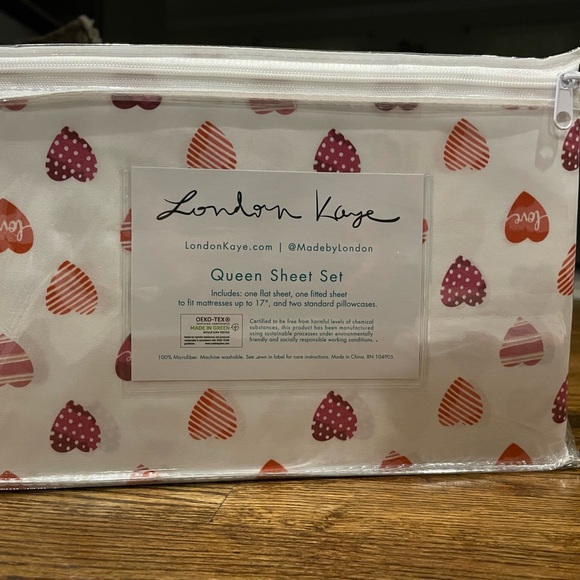 London Kaye
LondonKaye.com | @MadebyLondon
Queen Sheet Set
Includes: one flat sheet, one fitted sheet
to fit mattresses up to 17", and two standard pillowcases.
OEKO-TEX®
MADE IN GREEN
Certified to be free from harmful levels of chemical
substances, this product has been manufactured
using sustainable processes under environmentally
friendly and socially responsible working conditions.
100% Microfiber. Machine washable. See sewn in label for care instructions. Made in China. RN 104905
love
love